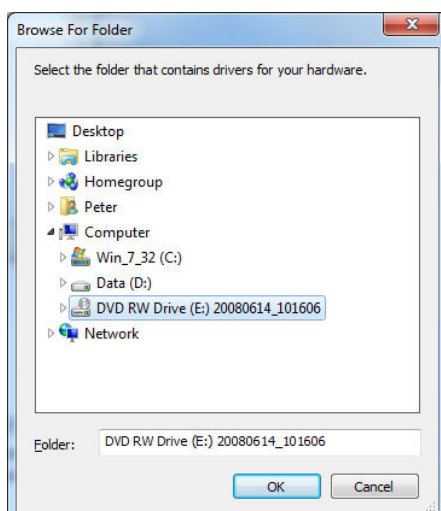 Browse For Folder
Select the folder that contains drivers for your hardware.
Desktop
Libraries
Homegroup
Peter
Computer
Win_7_32 (C:)
Data (D:)
DVD RW Drive (E:) 20080614_101606
Network
Folder: DVD RW Drive (E:) 20080614_101606
OK Cancel